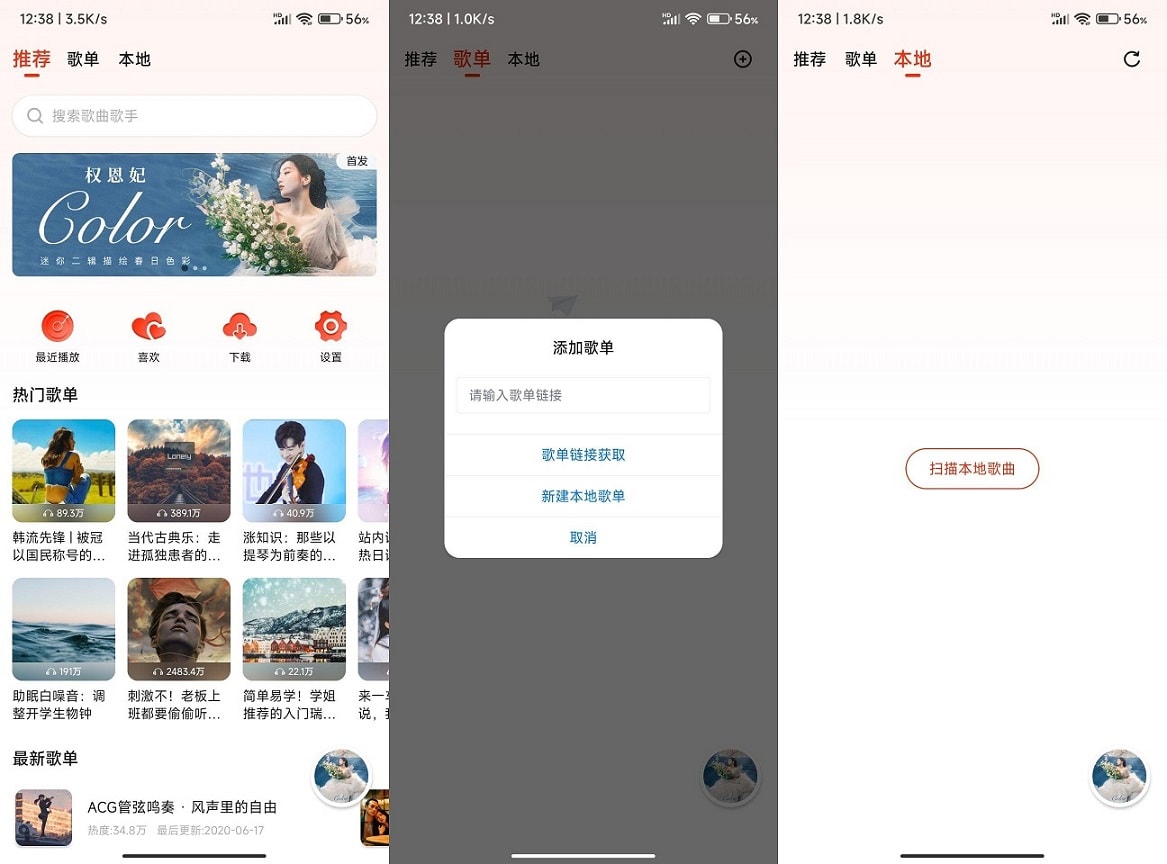 12:38 | 3.5K/s
HD
56%
推荐 歌单 本地
搜索歌曲歌手
首发
权恩妃
Color
迷你二辑描绘春日色彩
最近播放 喜欢 下载 设置
热门歌单
Lonely
89.3万 389.1万 40.9万
韩流先锋 | 被冠 当代古典乐：走 涨知识：那些以 站内
以国民称号的... 进孤独患者的... 提琴为前奏的... 热日
191万 2483.4万 22.1万
助眠白噪音：调 刺激不！老板上 简单易学！学姐 来一
整开学生物钟 班都要偷偷听... 推荐的入门瑞... 说，
最新歌单
ACG管弦鸣奏 · 风声里的自由
热度:34.8万 最后更新:2020-06-17
Color
12:38 | 1.0K/s
HD
56%
推荐 歌单 本地
添加歌单
请输入歌单链接
歌单链接获取
新建本地歌单
取消
Color
12:38 | 1.8K/s
HD
56%
推荐 歌单 本地
扫描本地歌曲
Color